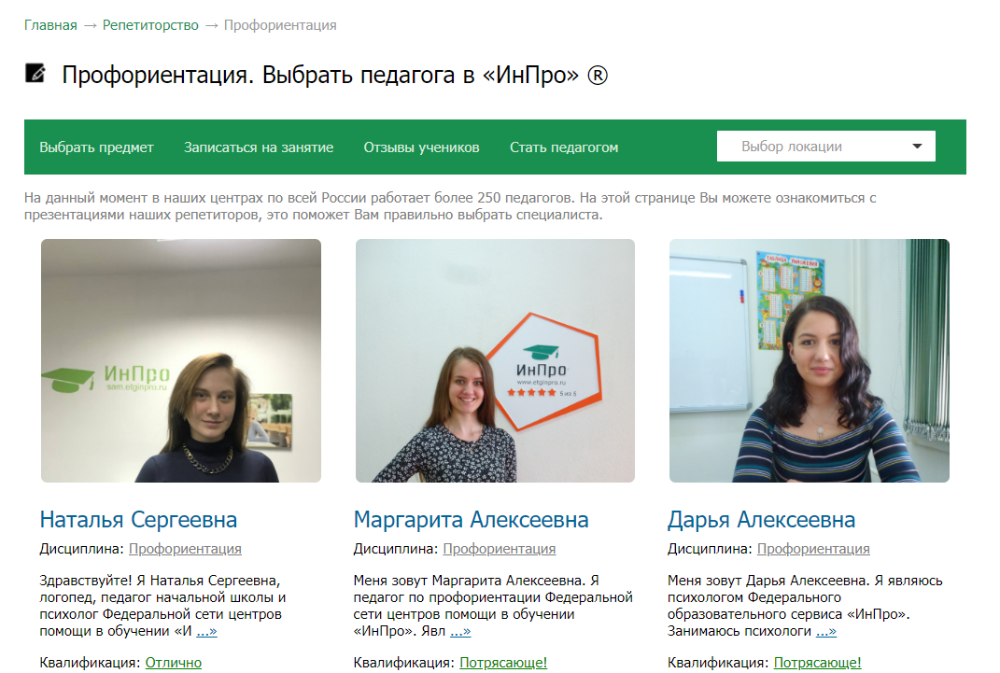 Главная → Репетиторство → Профориентация
Профориентация. Выбрать педагога в «ИнПро» ®
Выбрать предмет Записаться на занятие Отзывы учеников Стать педагогом Выбор локации
На данный момент в наших центрах по всей России работает более 250 педагогов. На этой странице Вы можете ознакомиться с
презентациями наших репетиторов, это поможет Вам правильно выбрать специалиста.
ИнПро
sam.etginpro.ru
ИнПро
www.etginpro.ru
5 из 5
ТАБЛИЦА УМНОЖЕНИЯ
Наталья Сергеевна
Дисциплина: Профориентация
Здравствуйте! Я Наталья Сергеевна,
логопед, педагог начальной школы и
психолог Федеральной сети центров
помощи в обучении «И ...»
Квалификация: Отлично
Маргарита Алексеевна
Дисциплина: Профориентация
Меня зовут Маргарита Алексеевна. Я
педагог по профориентации Федеральной
сети центров помощи в обучении
«ИнПро». Явл ...»
Квалификация: Потрясающе!
Дарья Алексеевна
Дисциплина: Профориентация
Меня зовут Дарья Алексеевна. Я являюсь
психологом Федерального
образовательного сервиса «ИнПро».
Занимаюсь психологи ...»
Квалификация: Потрясающе!